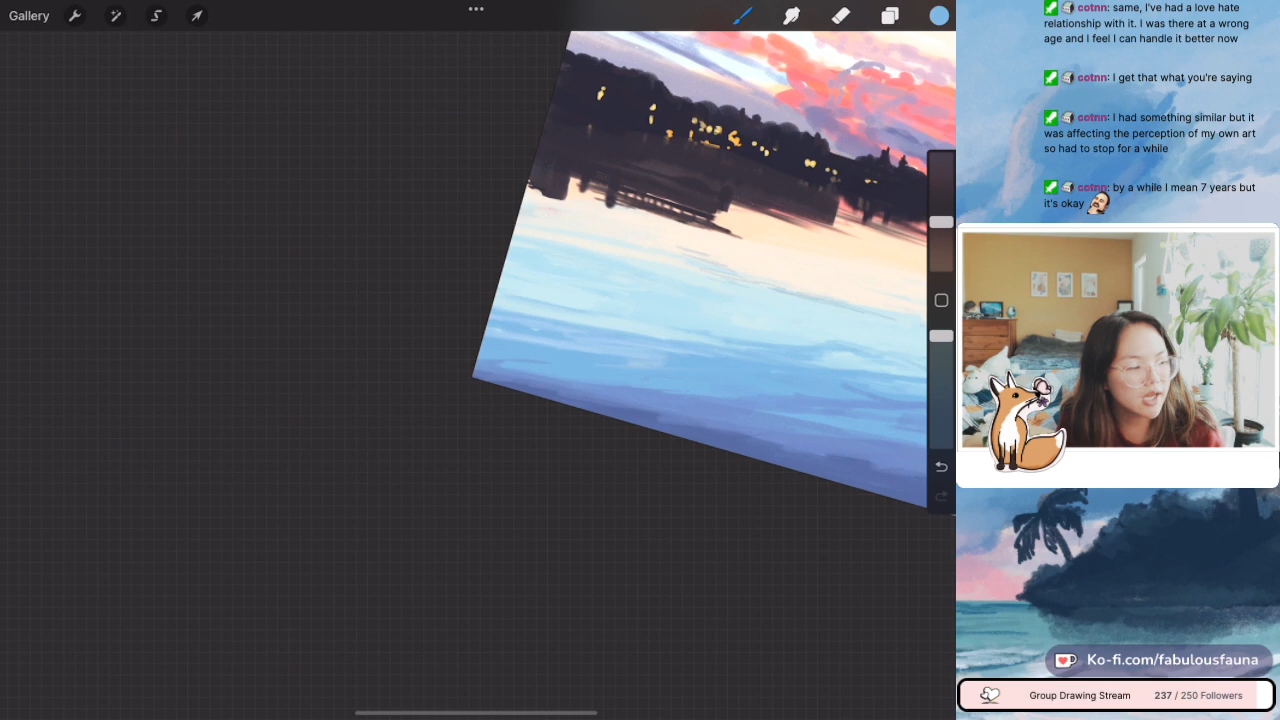 Gallery
cotnn: same, I've had a love hate
relationship with it. I was there at a wrong
age and I feel I can handle it better now
cotnn: I get that what you're saying
cotnn: I had something similar but it
was affecting the perception of my own art
so had to stop for a while
cotnn: by a while I mean 7 years but
it's okay
Ko-fi.com/fabulousfauna
Group Drawing Stream 237 / 250 Followers